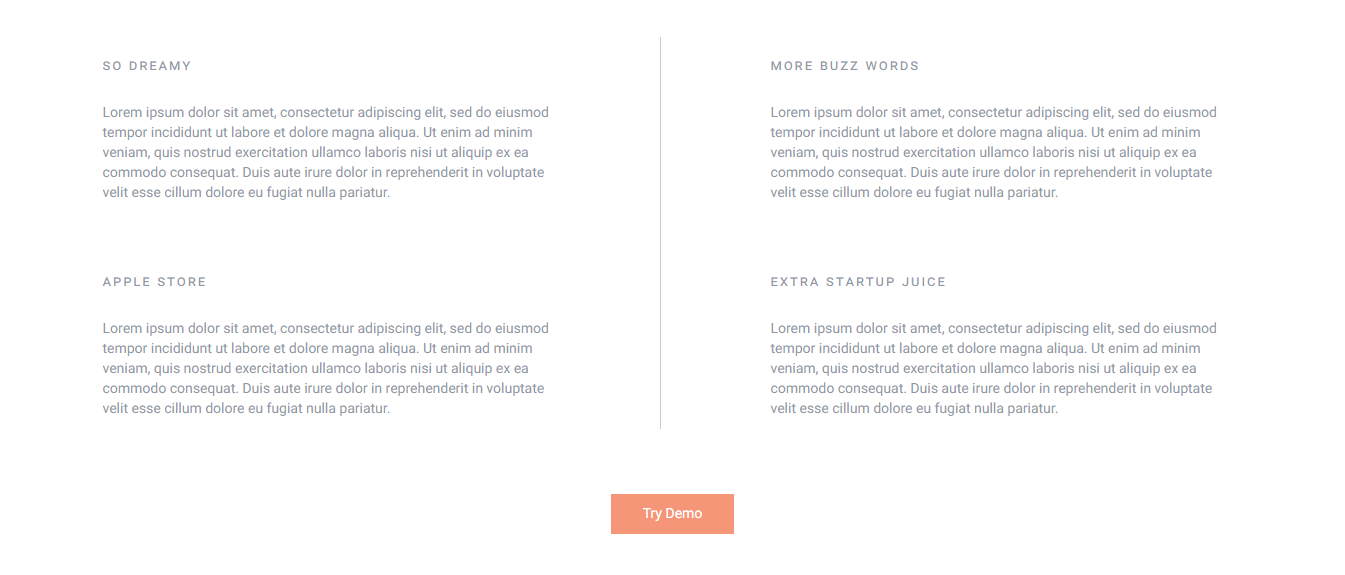 SO DREAMY
Lorem ipsum dolor sit amet, consectetur adipiscing elit, sed do eiusmod
tempor incididunt ut labore et dolore magna aliqua. Ut enim ad minim
veniam, quis nostrud exercitation ullamco laboris nisi ut aliquip ex ea
commodo consequat. Duis aute irure dolor in reprehenderit in voluptate
velit esse cillum dolore eu fugiat nulla pariatur.
APPLE STORE
Lorem ipsum dolor sit amet, consectetur adipiscing elit, sed do eiusmod
tempor incididunt ut labore et dolore magna aliqua. Ut enim ad minim
veniam, quis nostrud exercitation ullamco laboris nisi ut aliquip ex ea
commodo consequat. Duis aute irure dolor in reprehenderit in voluptate
velit esse cillum dolore eu fugiat nulla pariatur.
MORE BUZZ WORDS
Lorem ipsum dolor sit amet, consectetur adipiscing elit, sed do eiusmod
tempor incididunt ut labore et dolore magna aliqua. Ut enim ad minim
veniam, quis nostrud exercitation ullamco laboris nisi ut aliquip ex ea
commodo consequat. Duis aute irure dolor in reprehenderit in voluptate
velit esse cillum dolore eu fugiat nulla pariatur.
EXTRA STARTUP JUICE
Lorem ipsum dolor sit amet, consectetur adipiscing elit, sed do eiusmod
tempor incididunt ut labore et dolore magna aliqua. Ut enim ad minim
veniam, quis nostrud exercitation ullamco laboris nisi ut aliquip ex ea
commodo consequat. Duis aute irure dolor in reprehenderit in voluptate
velit esse cillum dolore eu fugiat nulla pariatur.
Try Demo